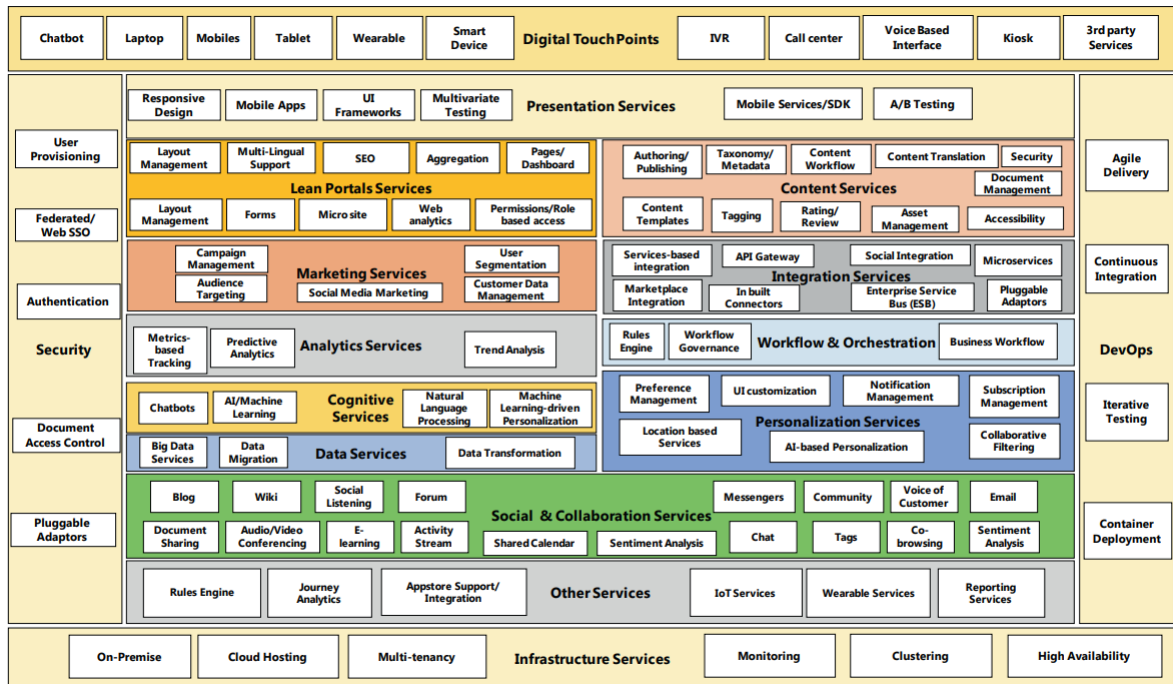 Chatbot
Laptop
Mobiles
Tablet
Wearable
Smart
Device
Digital TouchPoints
IVR
Call center
Voice Based
Interface
Kiosk
3rd party
Services
User
Provisioning
Federated/
Web SSO
Authentication
Security
Document
Access Control
Pluggable
Adaptors
Responsive
Design
Mobile Apps
UI
Frameworks
Multivariate
Testing
Presentation Services
Mobile Services/SDK
A/B Testing
Layout
Management
Multi-Lingual
Support
SEO
Aggregation
Pages/
Dashboard
Lean Portals Services
Layout
Management
Forms
Micro site
Web
analytics
Permissions/Role
based access
Authoring/
Publishing
Taxonomy/
Metadata
Content
Workflow
Content Translation
Security
Content Services
Document
Management
Content
Templates
Tagging
Rating/
Review
Asset
Management
Accessibility
Campaign
Management
Audience
Targeting
Marketing Services
Social Media Marketing
User
Segmentation
Customer Data
Management
Services-based
integration
API Gateway
Social Integration
Microservices
Integration Services
Marketplace
Integration
In built
Connectors
Enterprise Service
Bus (ESB)
Pluggable
Adaptors
Metrics-
based
Tracking
Predictive
Analytics
Analytics Services
Trend Analysis
Rules
Engine
Workflow
Governance
Workflow & Orchestration
Business Workflow
Chatbots
AI/Machine
Learning
Cognitive
Services
Natural
Language
Processing
Machine
Learning-driven
Personalization
Preference
Management
UI customization
Notification
Management
Subscription
Management
Personalization Services
Location based
Services
AI-based Personalization
Collaborative
Filtering
Big Data
Services
Data
Migration
Data Services
Data Transformation
Blog
Wiki
Social
Listening
Forum
Messengers
Community
Voice of
Customer
Email
Social & Collaboration Services
Document
Sharing
Audio/Video
Conferencing
E-
learning
Activity
Stream
Shared Calendar
Sentiment Analysis
Chat
Tags
Co-
browsing
Sentiment
Analysis
Rules Engine
Journey
Analytics
Appstore Support/
Integration
Other Services
IoT Services
Wearable Services
Reporting
Services
Agile
Delivery
Continuous
Integration
DevOps
Iterative
Testing
Container
Deployment
On-Premise
Cloud Hosting
Multi-tenancy
Infrastructure Services
Monitoring
Clustering
High Availability